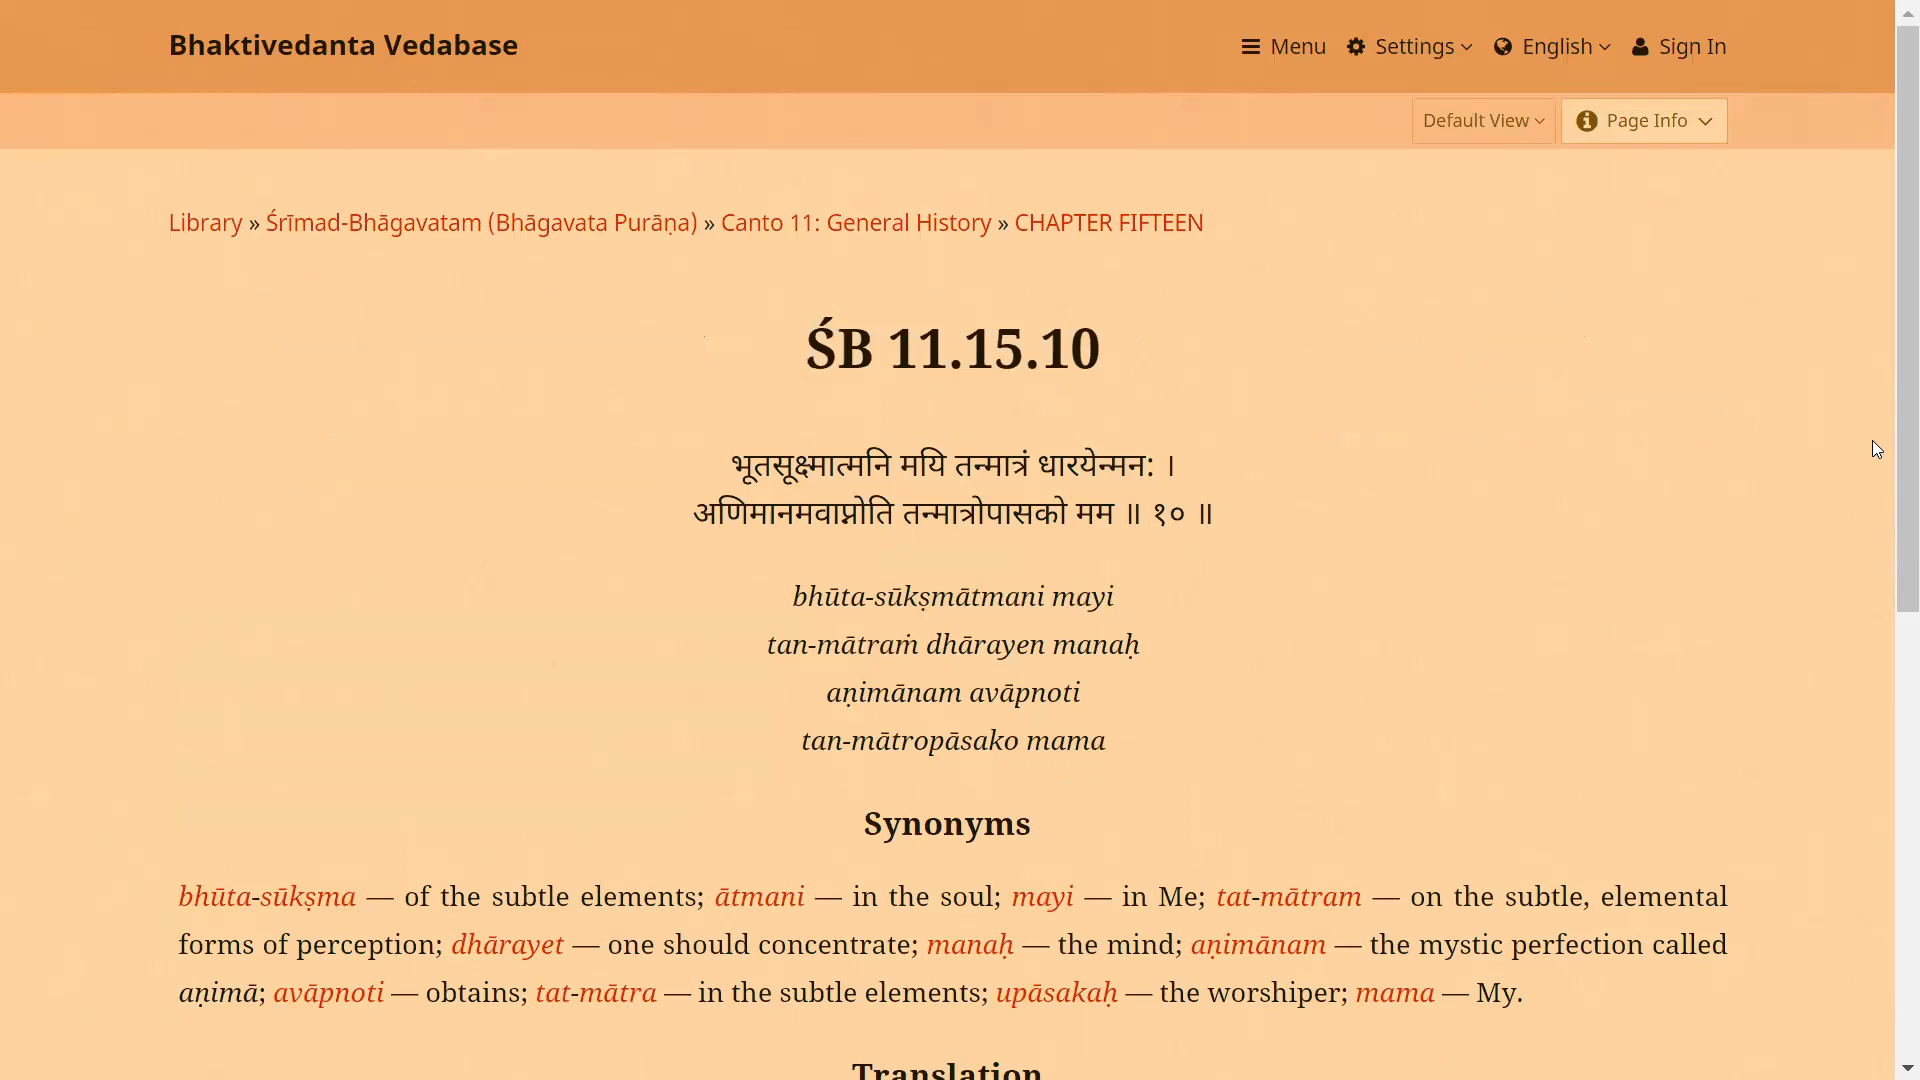 Bhaktivedanta Vedabase
Menu Settings English Sign In
Default View Page Info
Library » Śrīmad-Bhāgavatam (Bhāgavata Purāṇa) » Canto 11: General History » CHAPTER FIFTEEN
ŚB 11.15.10
भूतसूक्ष्मात्मनि मयि तन्मात्रं धारयेन्मन: ।
अणिमानमवाप्नोति तन्मात्रोपासको मम ॥ १० ॥
bhūta-sūkṣmātmani mayi
tan-mātraṁ dhārayen manaḥ
aṇimānam avāpnoti
tan-mātropāsako mama
Synonyms
bhūta-sūkṣma — of the subtle elements; ātmani — in the soul; mayi — in Me; tat-mātram — on the subtle, elemental
forms of perception; dhārayet — one should concentrate; manaḥ — the mind; aṇimānam — the mystic perfection called
aṇimā; avāpnoti — obtains; tat-mātra — in the subtle elements; upāsakaḥ — the worshiper; mama — My.
Translation